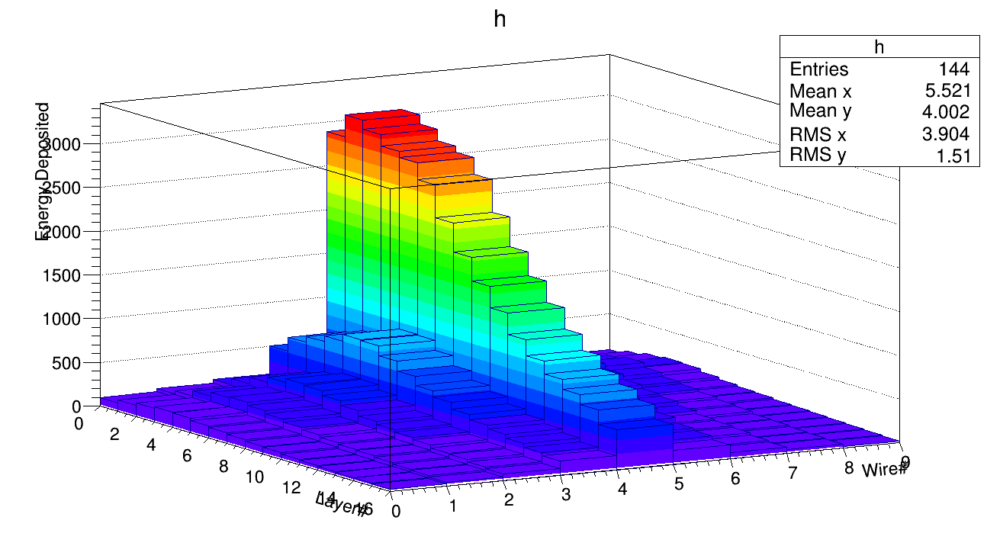 h
h
Entries 144
Mean x 5.521
Mean y 4.002
RMS x 3.904
RMS y 1.51
Energy Deposited
3000
2500
2000
1500
1000
500
0
0
2
4
6
8
10
12
14
16
Layer#
0
1
2
3
4
5
6
7
8
9
Wire#